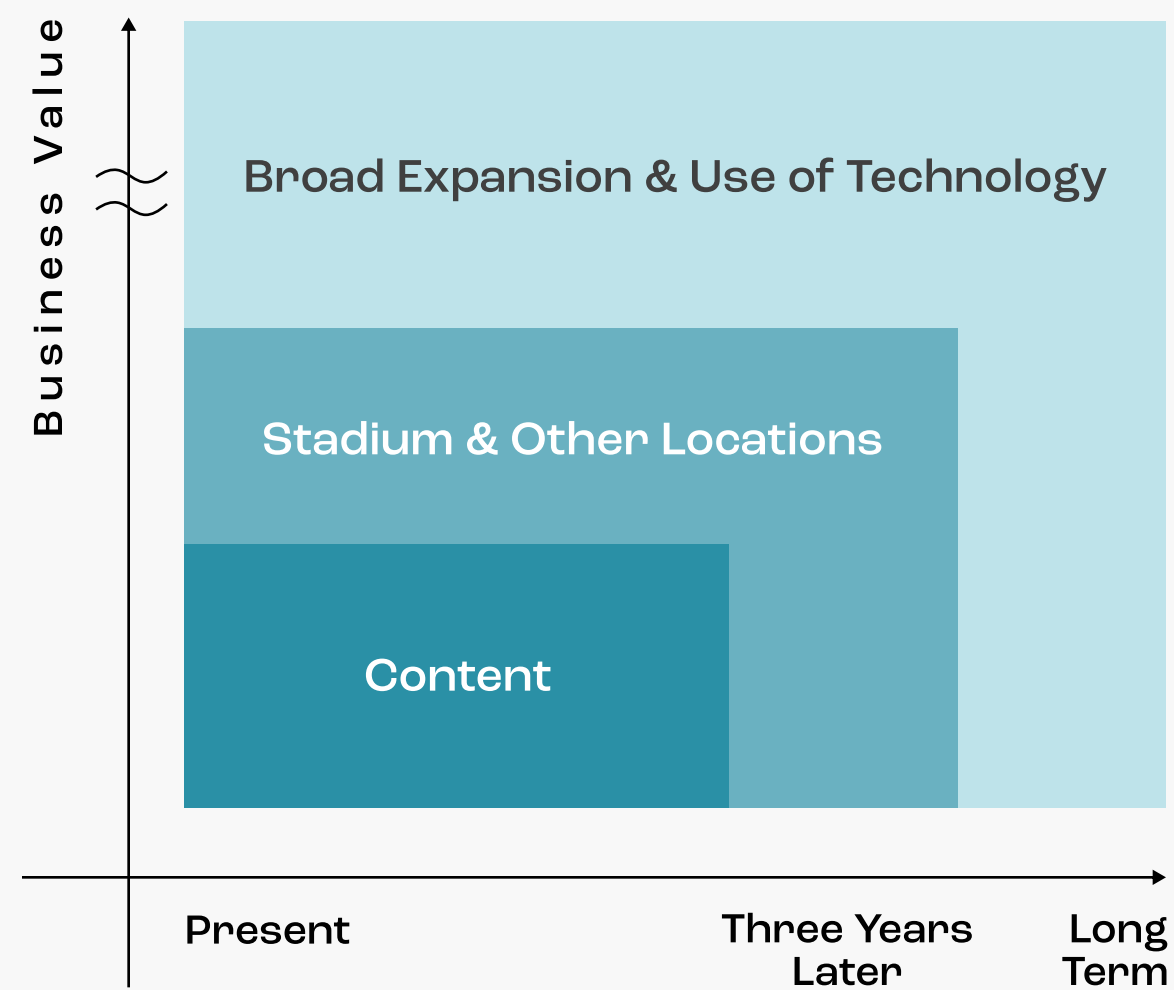 Business Value
Broad Expansion & Use of Technology
Stadium & Other Locations
Content
Present
Three Years
Later
Long
Term